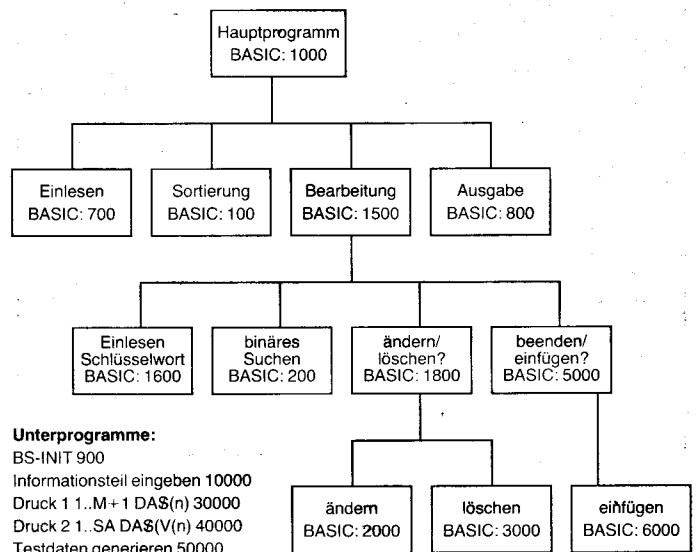 Hauptprogramm
BASIC: 1000
Einlesen
BASIC: 700
Sortierung
BASIC: 100
Bearbeitung
BASIC: 1500
Ausgabe
BASIC: 800
Einlesen
Schlüsselwort
BASIC: 1600
binäres
Suchen
BASIC: 200
ändern/
löschen?
BASIC: 1800
beenden/
einfügen?
BASIC: 5000
Unterprogramme:
BS-INIT 900
Informationsteil eingeben 10000
Druck 1 1..M+1 DA$(n) 30000
Druck 2 1..SA DA$(V(n) 40000
Testdaten generieren 50000
ändern
BASIC: 2000
löschen
BASIC: 3000
einfügen
BASIC: 6000